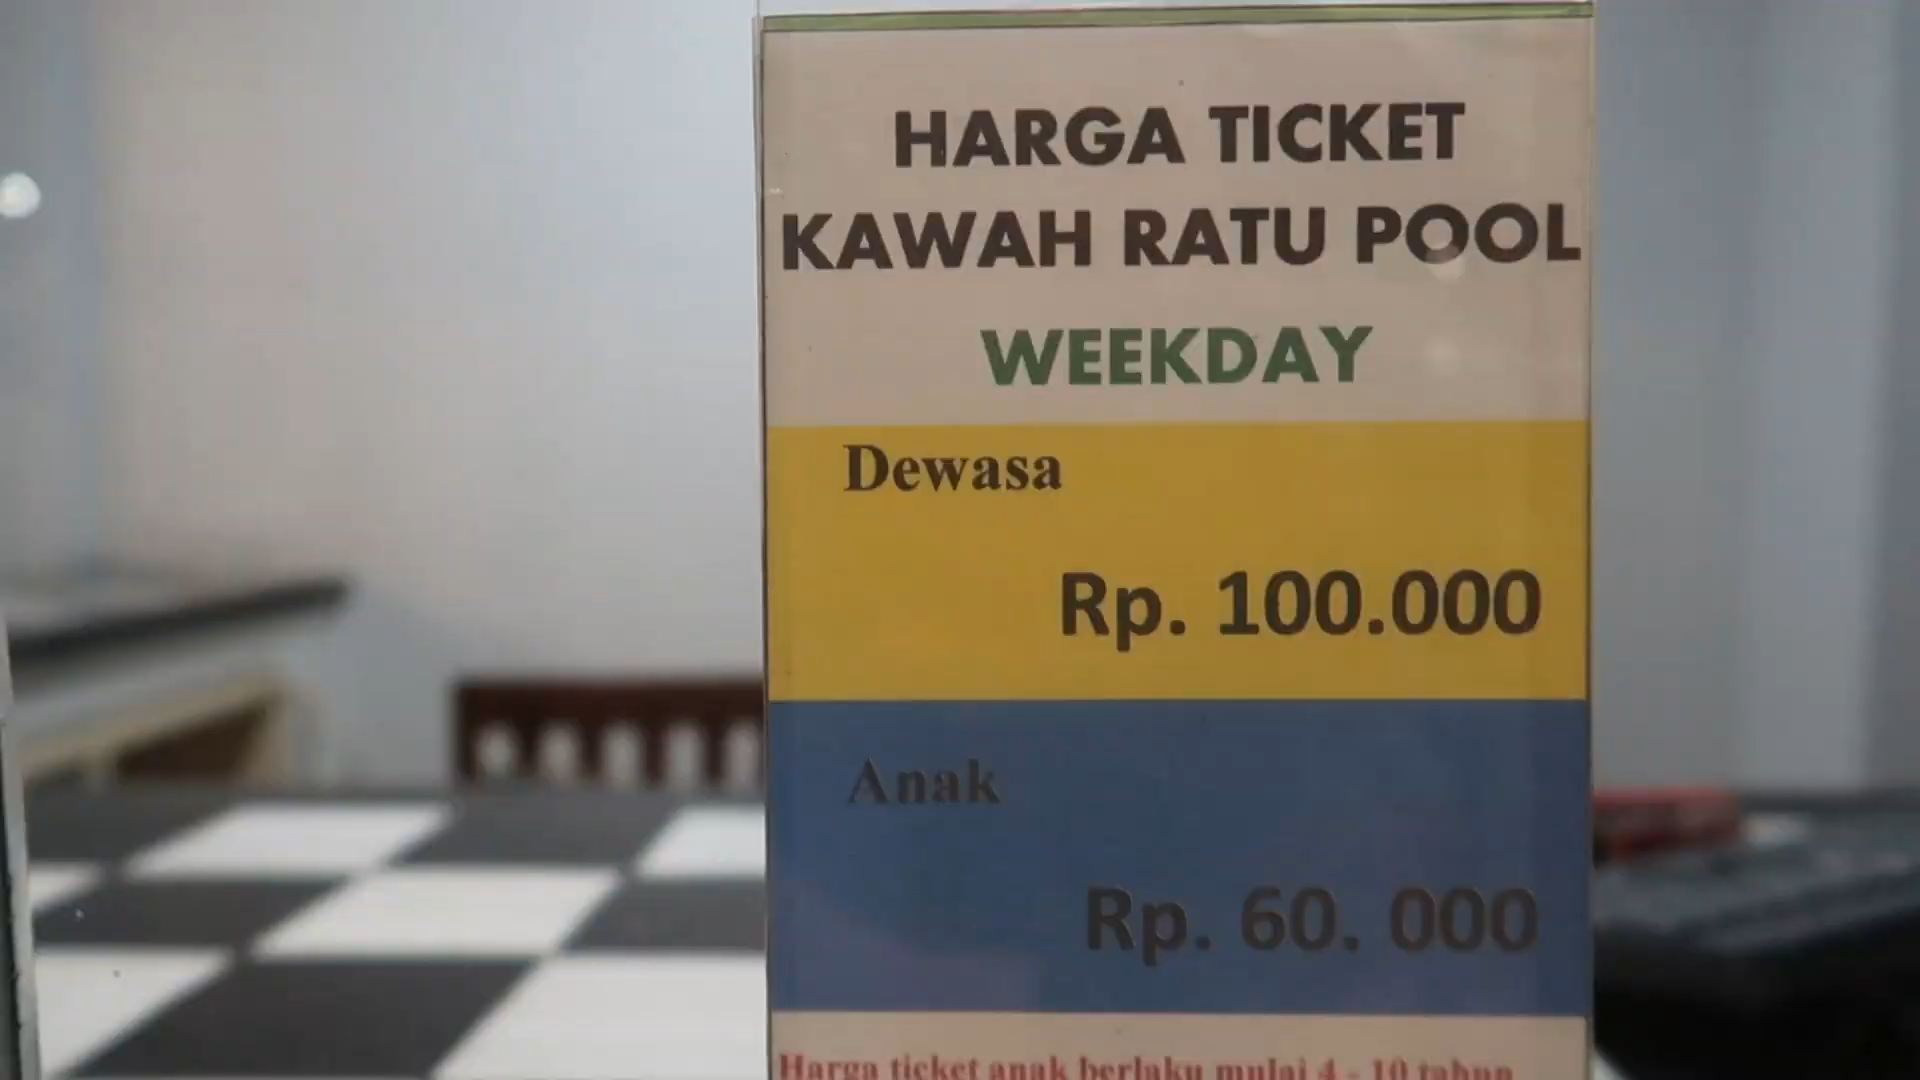 HARGA TICKET
KAWAH RATU POOL
WEEKDAY
Dewasa
Rp. 100.000
Anak
Rp. 60. 000
Harga ticket anak berlaku mulai 4 - 10 tahun